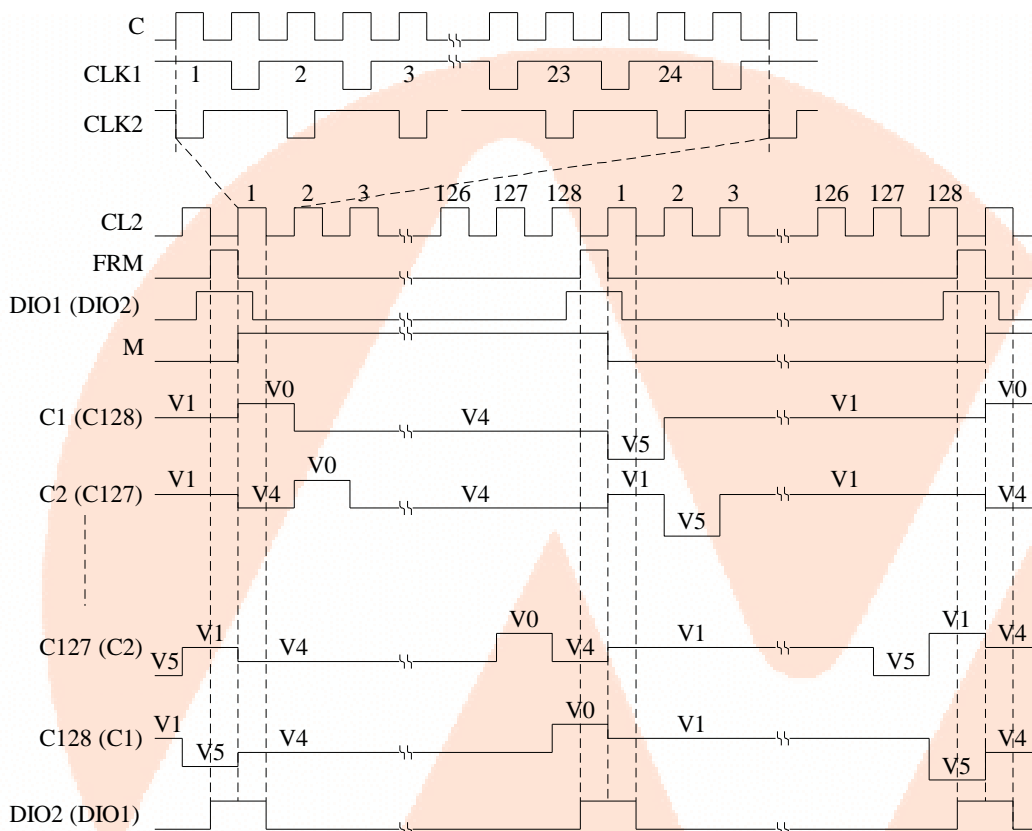 C
CLK1 1 2 3 23 24
CLK2
1 2 3 126 127 128 1 2 3 126 127 128
CL2
FRM
DIO1 (DIO2)
M
V1 V0 V4 V5 V1 V0
C1 (C128)
V1 V4 V0 V4 V1 V5 V1 V4
C2 (C127)
V5 V1 V4 V0 V4 V1 V5 V1 V4
C127 (C2)
V1 V5 V4 V0 V1 V5 V4
C128 (C1)
DIO2 (DIO1)